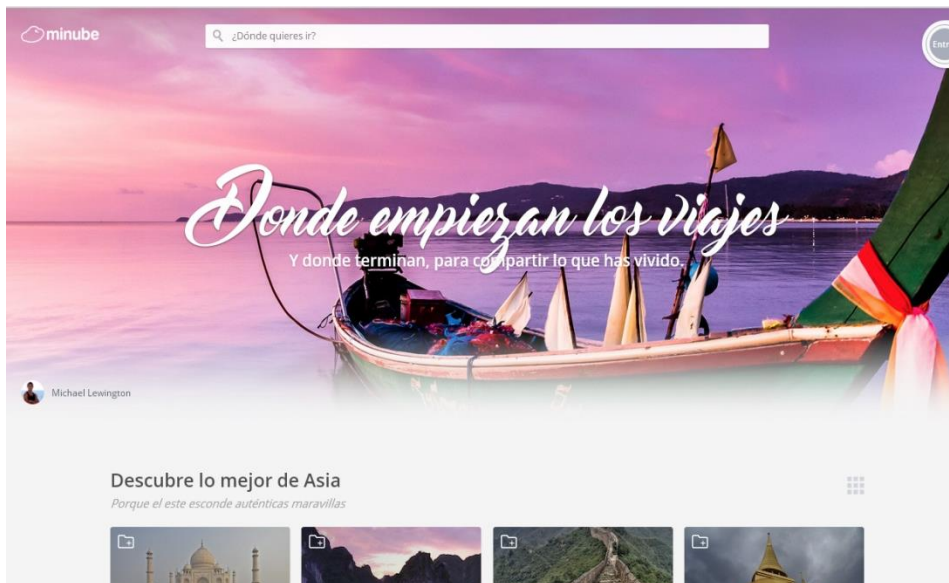 minube
¿Dónde quieres ir?
Entr
Donde empiezan los viajes
Y donde terminan, para compartir lo que has vivido.
Michael Lewington
Descubre lo mejor de Asia
Porque el este esconde auténticas maravillas